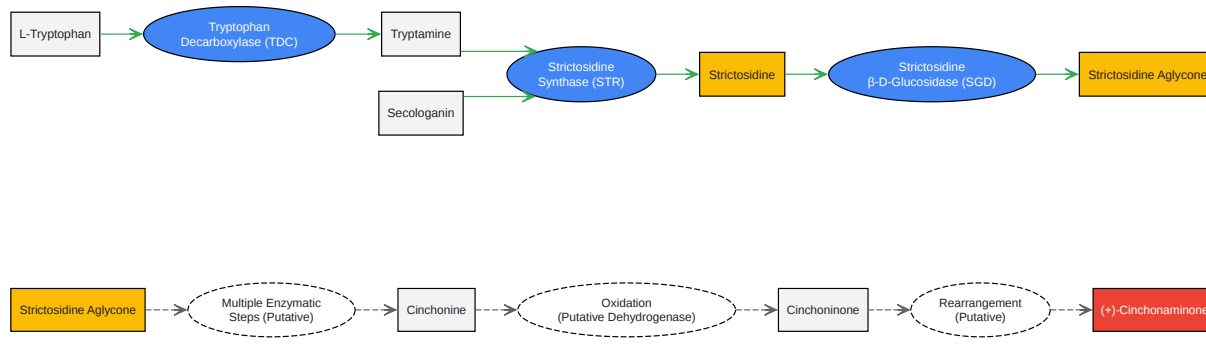 L-Tryptophan
Tryptophan
Decarboxylase (TDC)
Tryptamine
Secologanin
Strictosidine
Synthase (STR)
Strictosidine
Strictosidine
β-D-Glucosidase (SGD)
Strictosidine Aglycone
Strictosidine Aglycone
Multiple Enzymatic
Steps (Putative)
Cinchonine
Oxidation
(Putative Dehydrogenase)
Cinchoninone
Rearrangement
(Putative)
(+)-Cinchonaminone